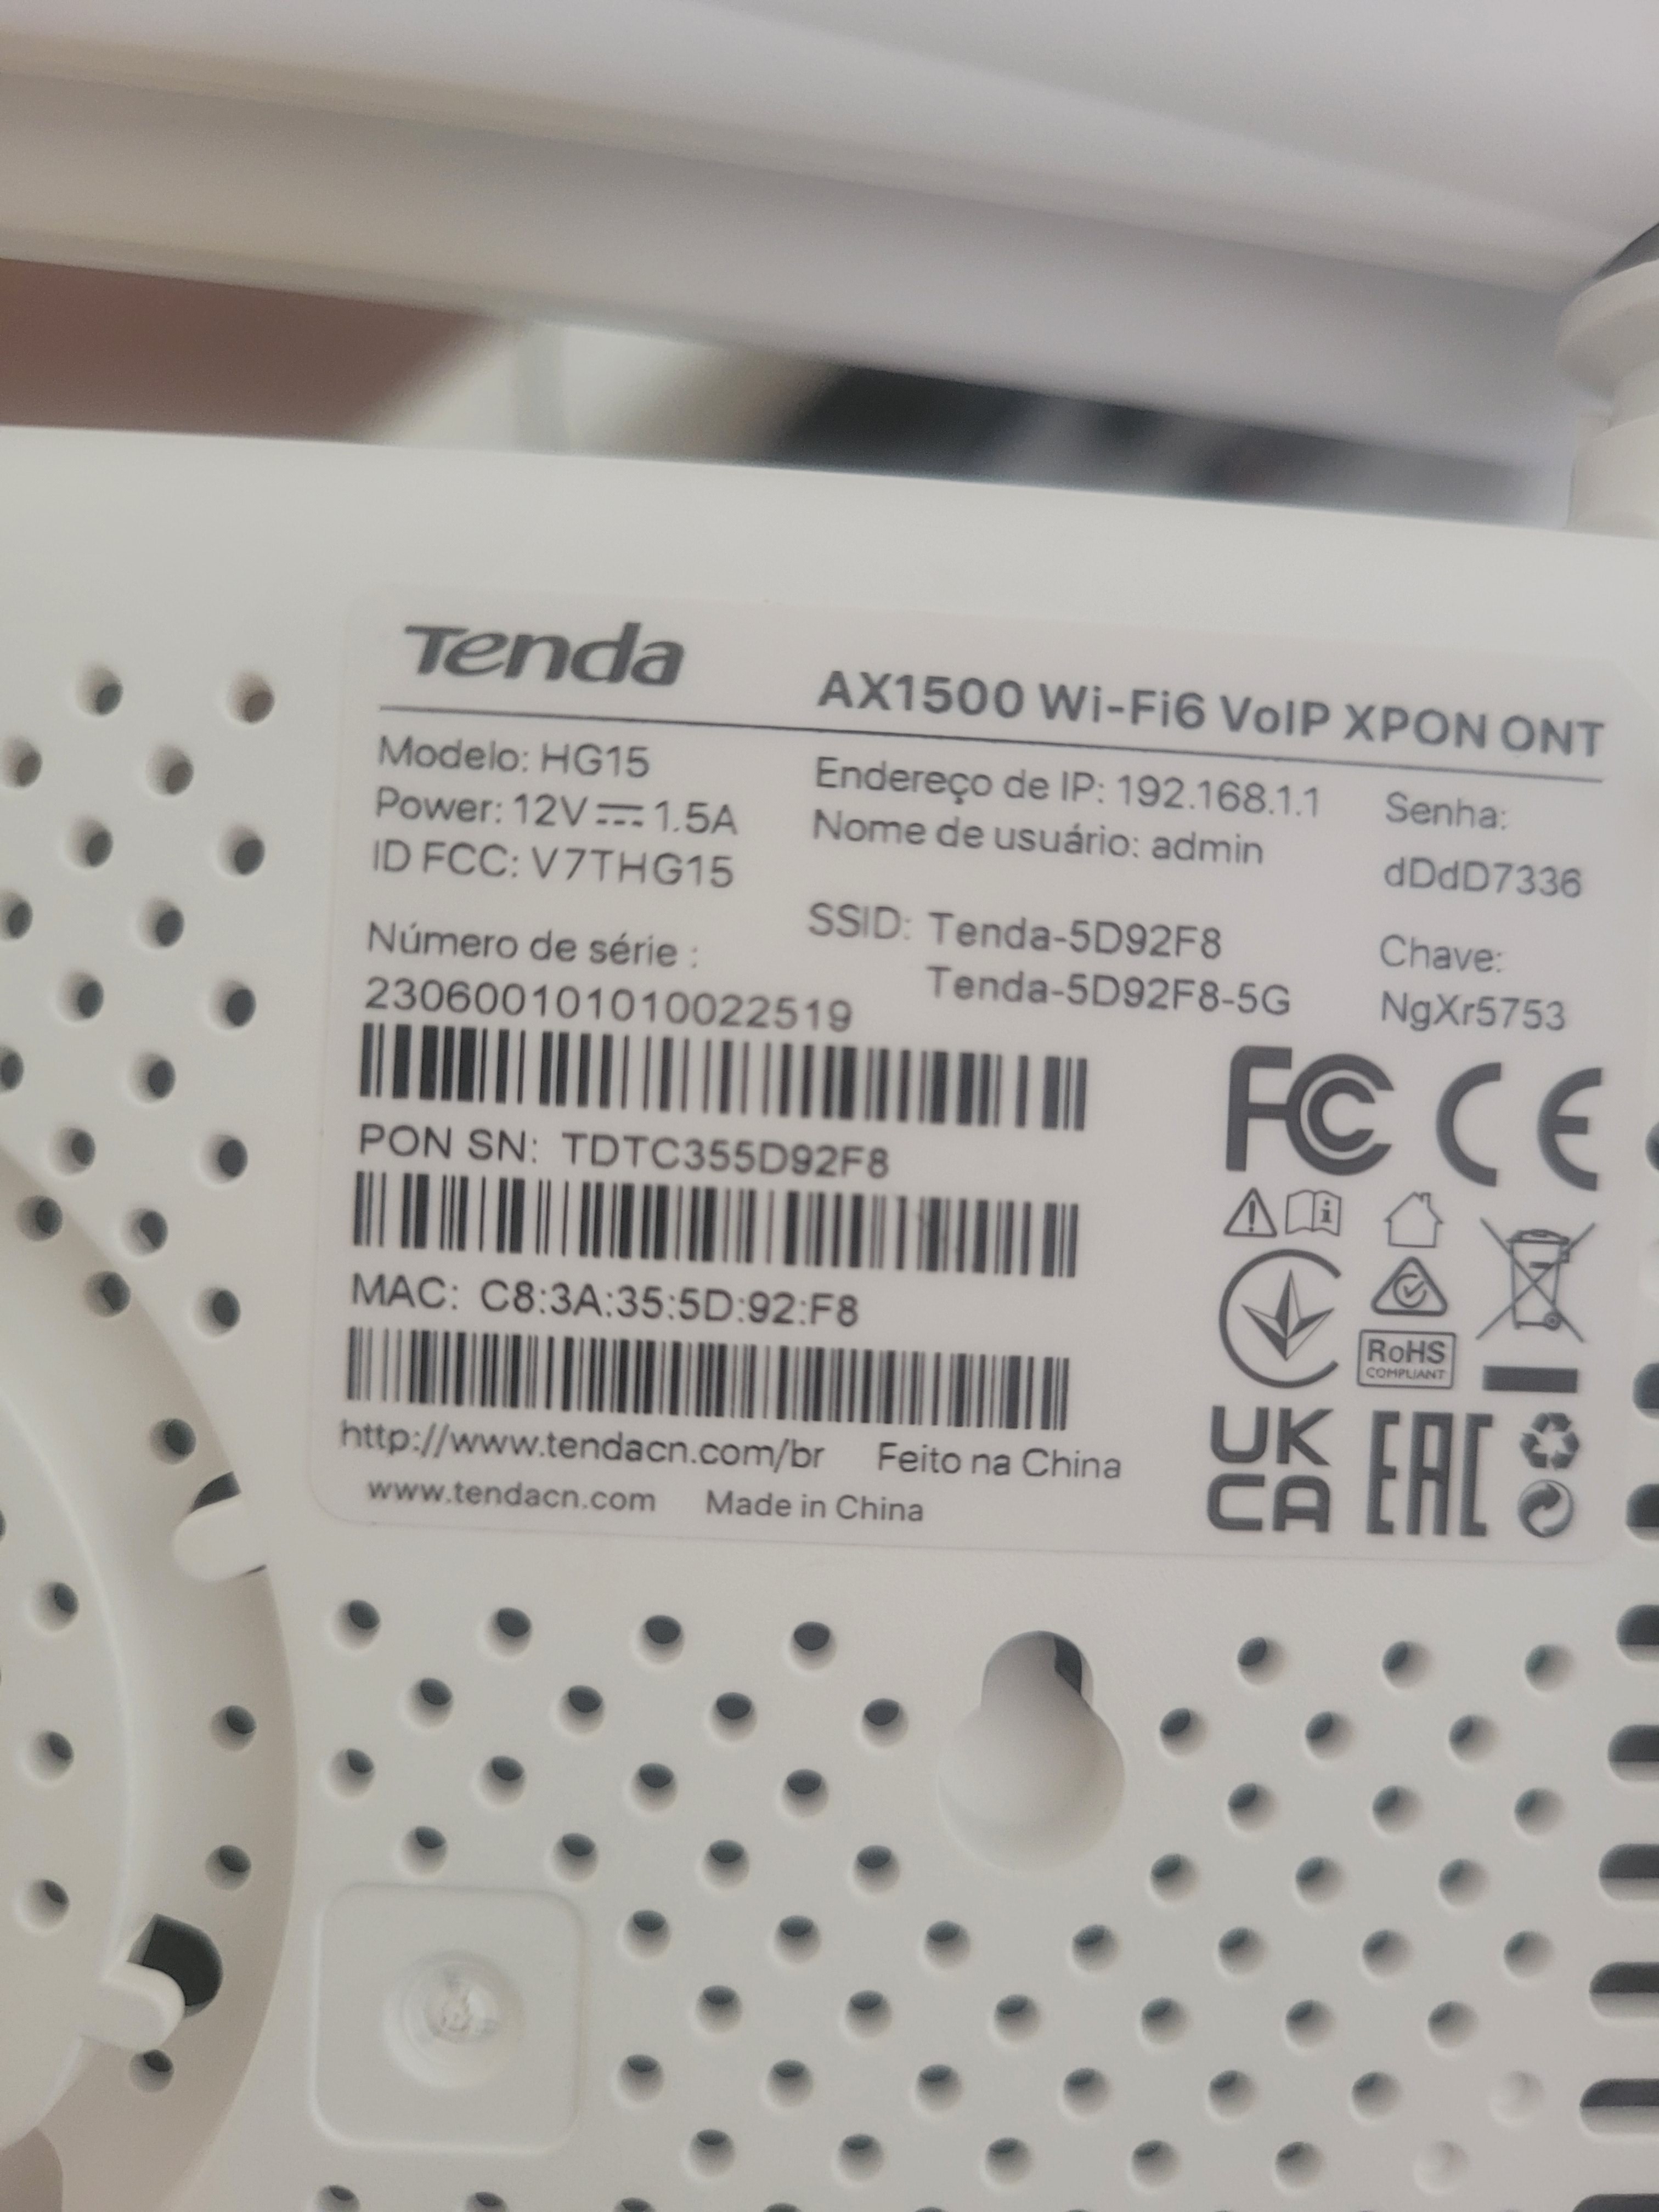 Tenda
AX1500 Wi-Fi6 VoIP XPON ONT
Modelo: HG15
Power: 12V⎓1.5A
ID FCC: V7THG15
Endereço de IP: 192.168.1.1
Nome de usuário: admin
Senha:
dDdD7336
SSID: Tenda-5D92F8
Tenda-5D92F8-5G
Chave:
NgXr5753
Número de série :
230600101010022519
PON SN: TDTC355D92F8
MAC: C8:3A:35:5D:92:F8
http://www.tendacn.com/br Feito na China
www.tendacn.com Made in China
FC CE
RoHS
COMPLIANT
UK
CA
EAC